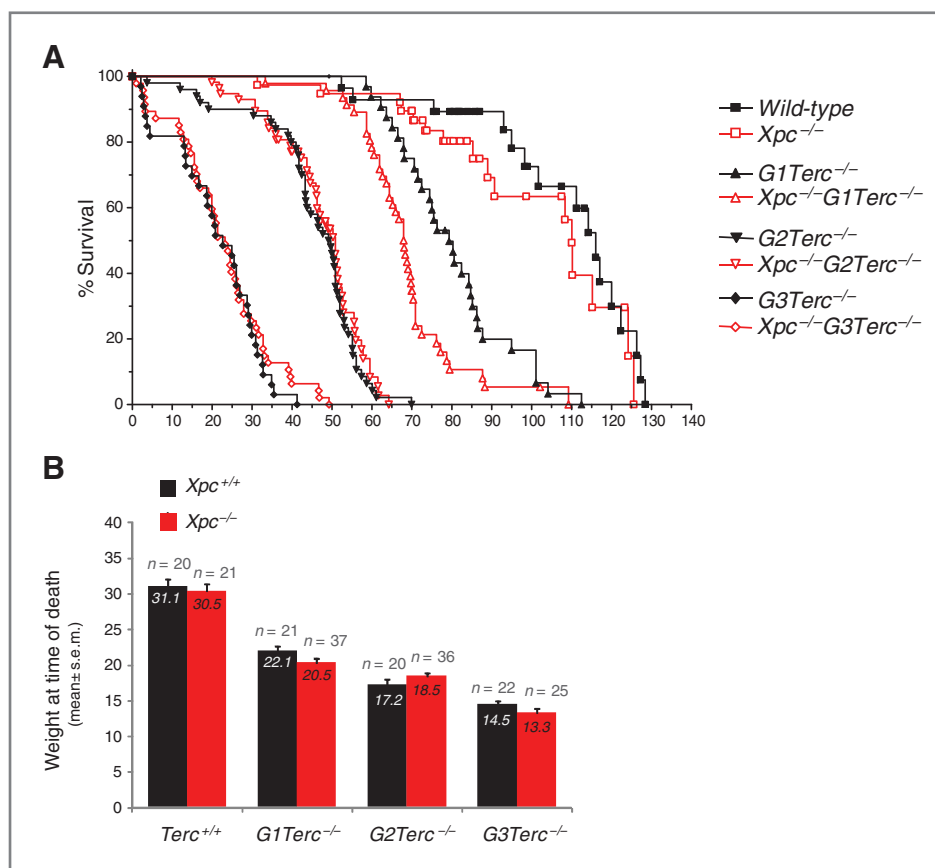 A
% Survival
100
80
60
40
20
0
0 10 20 30 40 50 60 70 80 90 100 110 120 130 140
Wild-type
Xpc−/−
G1Terc−/−
Xpc−/−G1Terc−/−
G2Terc−/−
Xpc−/−G2Terc−/−
G3Terc−/−
Xpc−/−G3Terc−/−
B
Xpc+/+
Xpc−/−
Weight at time of death
(mean± s.e.m.)
40
35
30
25
20
15
10
5
0
n = 20 n = 21
31.1 30.5
n = 21 n = 37
22.1 20.5
n = 20 n = 36
17.2 18.5
n = 22 n = 25
14.5 13.3
Terc+/+ G1Terc−/− G2Terc−/− G3Terc−/−